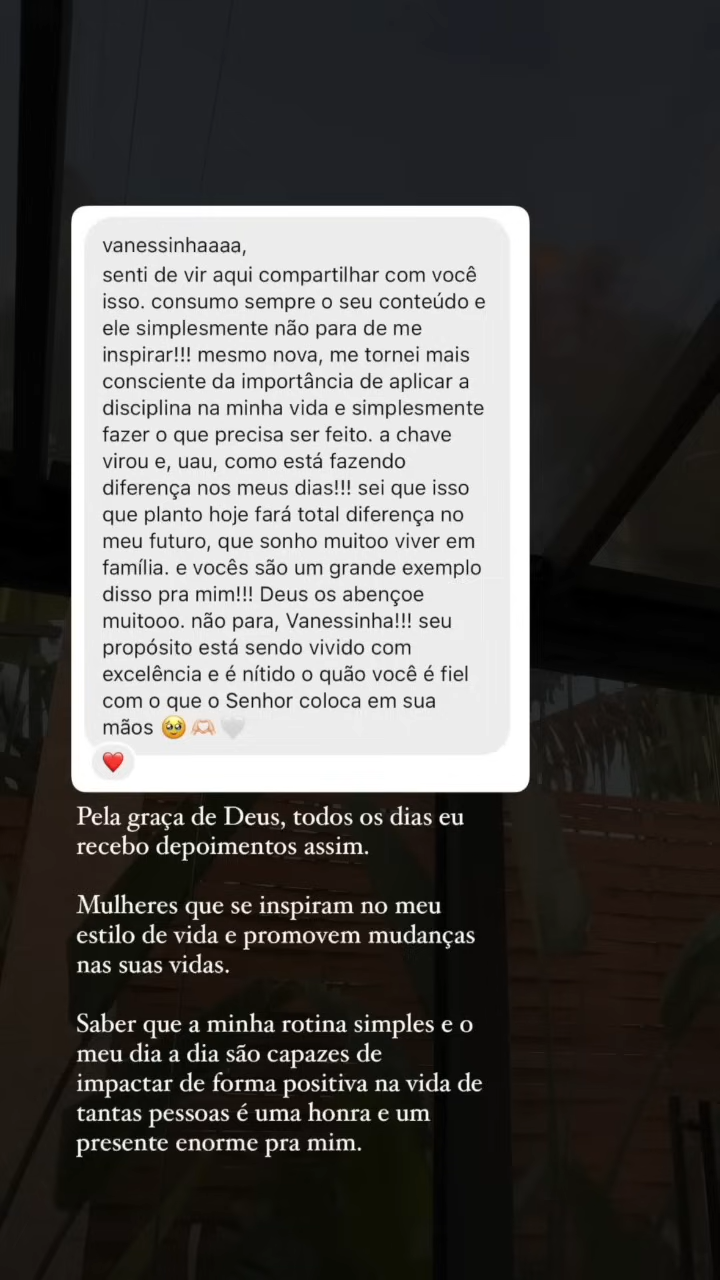 vanessinhaaaa,
senti de vir aqui compartilhar com você
isso. consumo sempre o seu conteúdo e
ele simplesmente não para de me
inspirar!!! mesmo nova, me tornei mais
consciente da importância de aplicar a
disciplina na minha vida e simplesmente
fazer o que precisa ser feito. a chave
virou e, uau, como está fazendo
diferença nos meus dias!!! sei que isso
que planto hoje fará total diferença no
meu futuro, que sonho muitoo viver em
família. e vocês são um grande exemplo
disso pra mim!!! Deus os abençoe
muitooo. não para, Vanessinha!!! seu
propósito está sendo vivido com
excelência e é nítido o quão você é fiel
com o que o Senhor coloca em sua
mãos 🥹🫶🏻🤍
❤️
Pela graça de Deus, todos os dias eu
recebo depoimentos assim.
Mulheres que se inspiram no meu
estilo de vida e promovem mudanças
nas suas vidas.
Saber que a minha rotina simples e o
meu dia a dia são capazes de
impactar de forma positiva na vida de
tantas pessoas é uma honra e um
presente enorme pra mim.